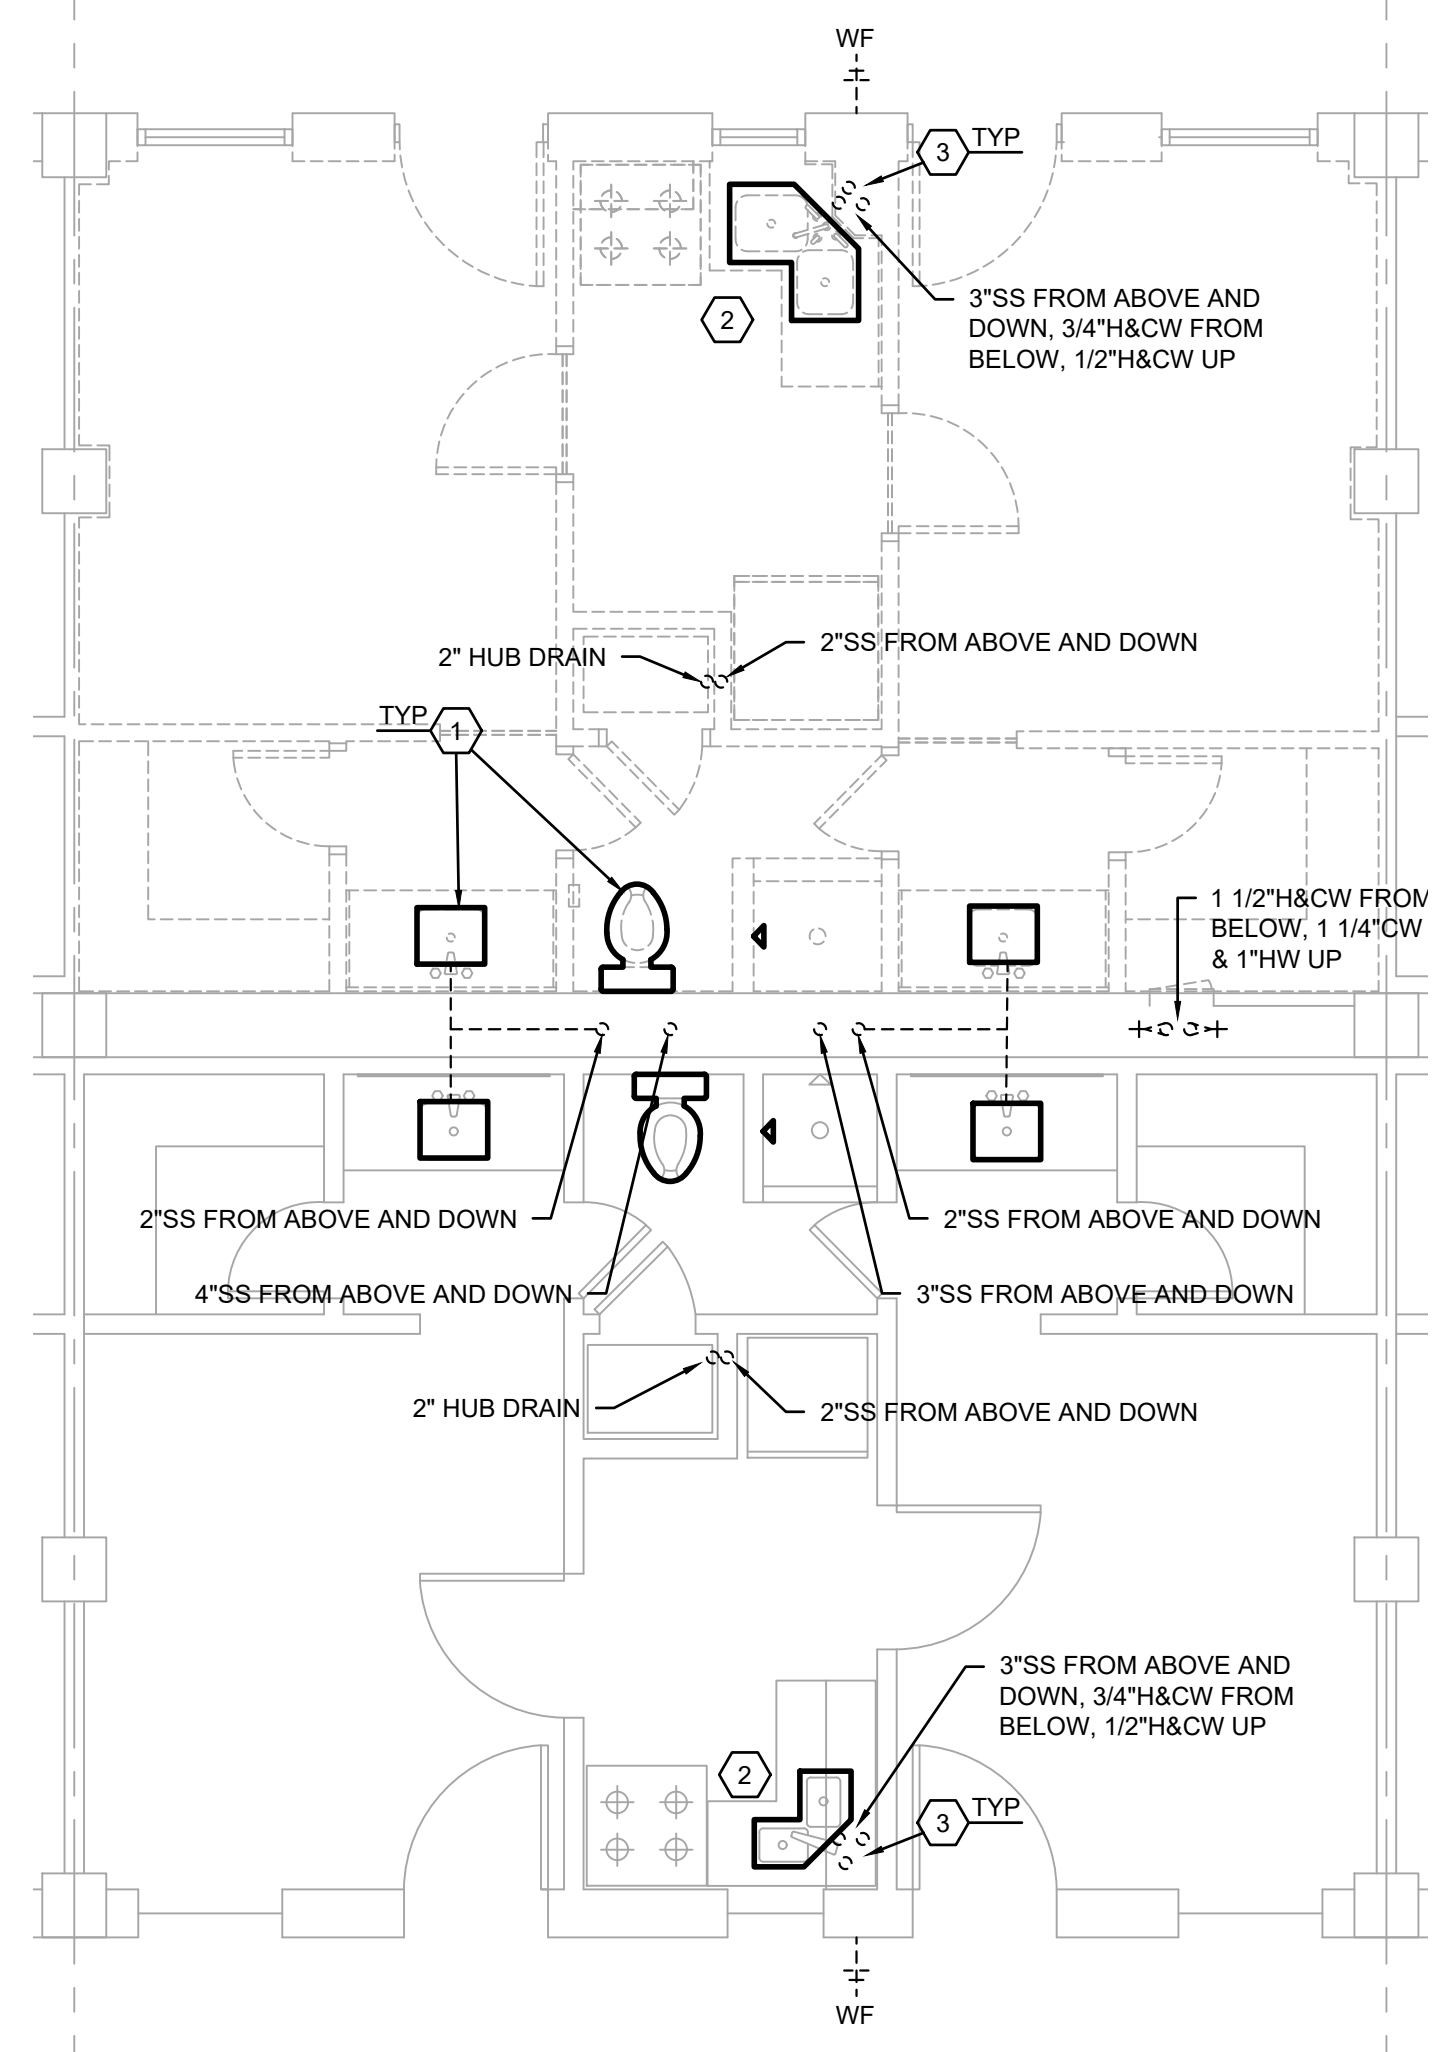 WF
3 TYP
3"SS FROM ABOVE AND
DOWN, 3/4"H&CW FROM
BELOW, 1/2"H&CW UP
2
2" HUB DRAIN
2"SS FROM ABOVE AND DOWN
TYP 1
1 1/2"H&CW FROM
BELOW, 1 1/4"CW
& 1"HW UP
2"SS FROM ABOVE AND DOWN
2"SS FROM ABOVE AND DOWN
4"SS FROM ABOVE AND DOWN
3"SS FROM ABOVE AND DOWN
2" HUB DRAIN
2"SS FROM ABOVE AND DOWN
3"SS FROM ABOVE AND
DOWN, 3/4"H&CW FROM
BELOW, 1/2"H&CW UP
2
3 TYP
WF